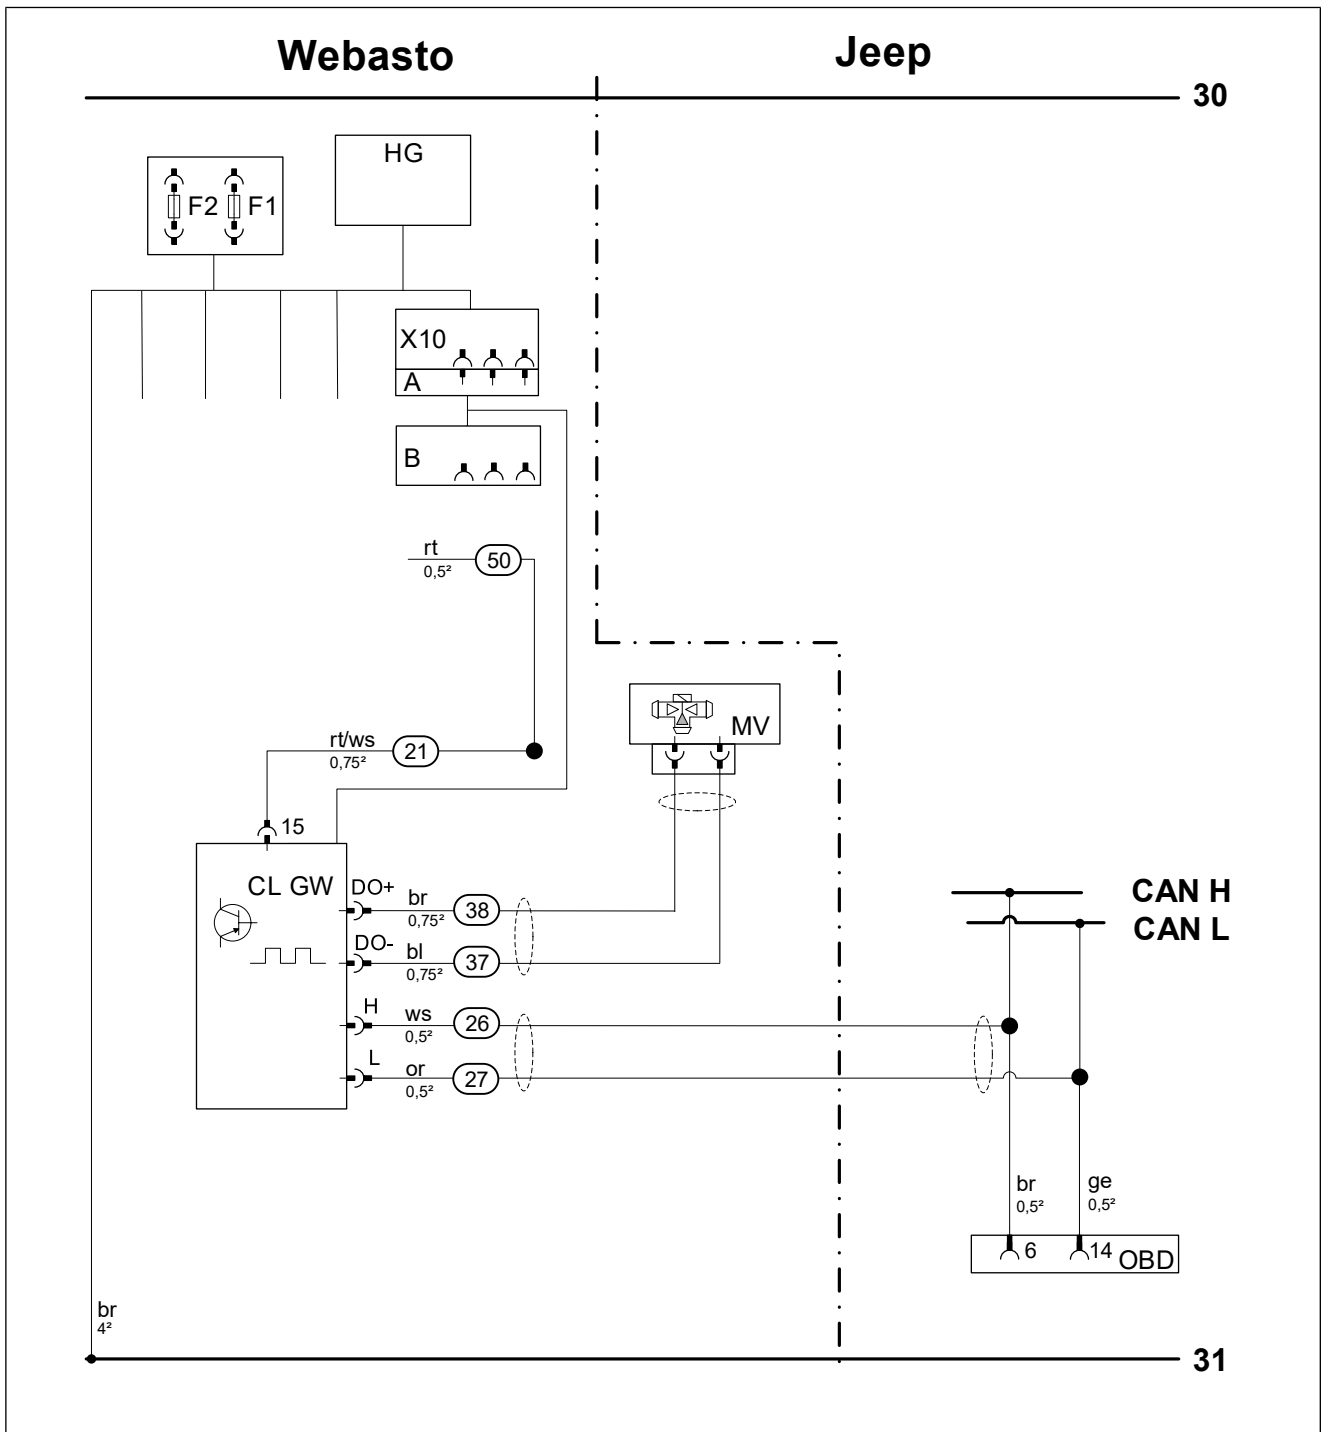 Webasto
Jeep
30
HG
F2
F1
X10
A
B
rt
0,5²
50
rt/ws
0,75²
21
MV
15
CL GW
DO+
br
0,75²
38
DO-
bl
0,75²
37
H
ws
0,5²
26
L
or
0,5²
27
CAN H
CAN L
br
0,5²
ge
0,5²
6
14
OBD
br
4²
31